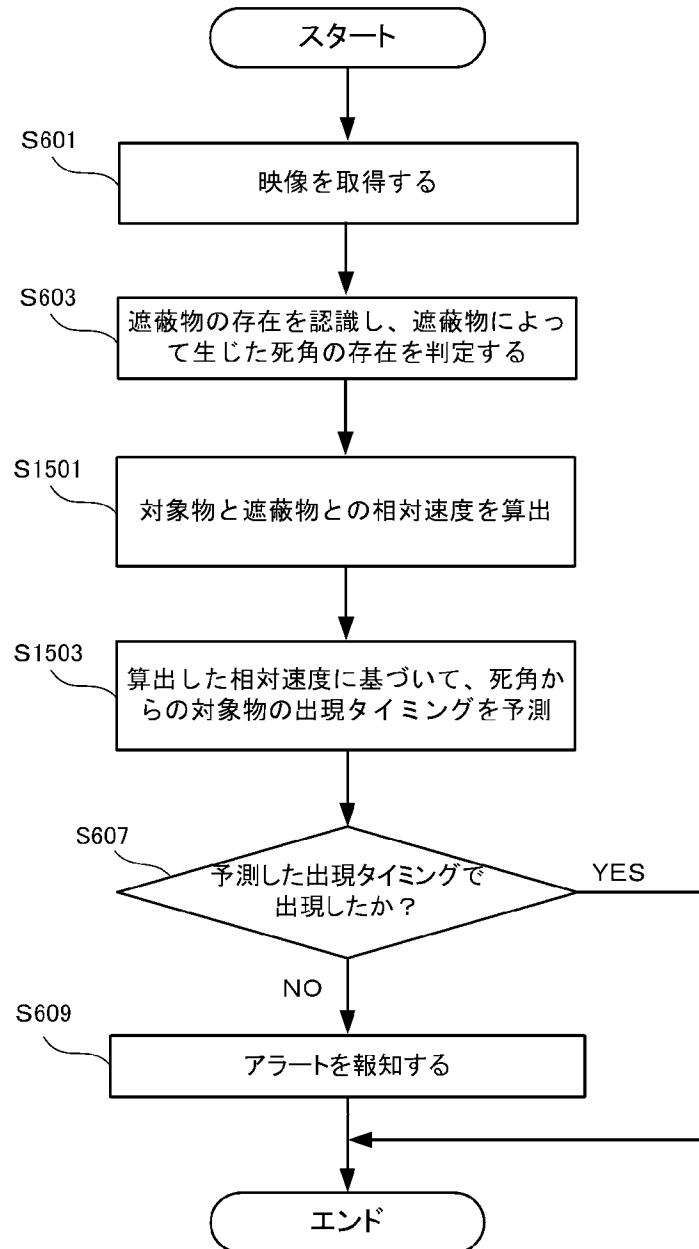 スタート
S601
映像を取得する
S603
遮蔽物の存在を認識し、遮蔽物によっ
て生じた死角の存在を判定する
S1501
対象物と遮蔽物との相対速度を算出
S1503
算出した相対速度に基づいて、死角か
らの対象物の出現タイミングを予測
S607
予測した出現タイミングで
出現したか？
YES
NO
S609
アラートを報知する
エンド